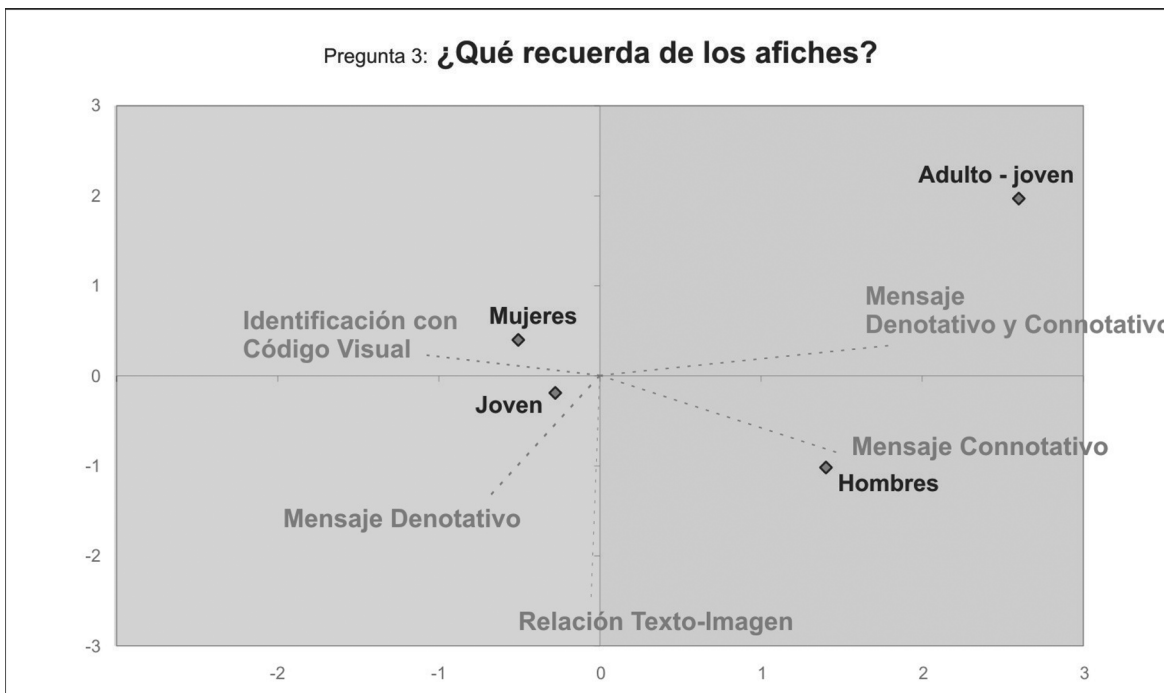 Pregunta 3: ¿Qué recuerda de los afiches?
3
2
Adulto - joven
1
Mensaje
Denotativo y Connotativo
Identificación con
Código Visual
Mujeres
0
Joven
-1
Mensaje Connotativo
Hombres
Mensaje Denotativo
-2
Relación Texto-Imagen
-3
-2
-1
0
1
2
3